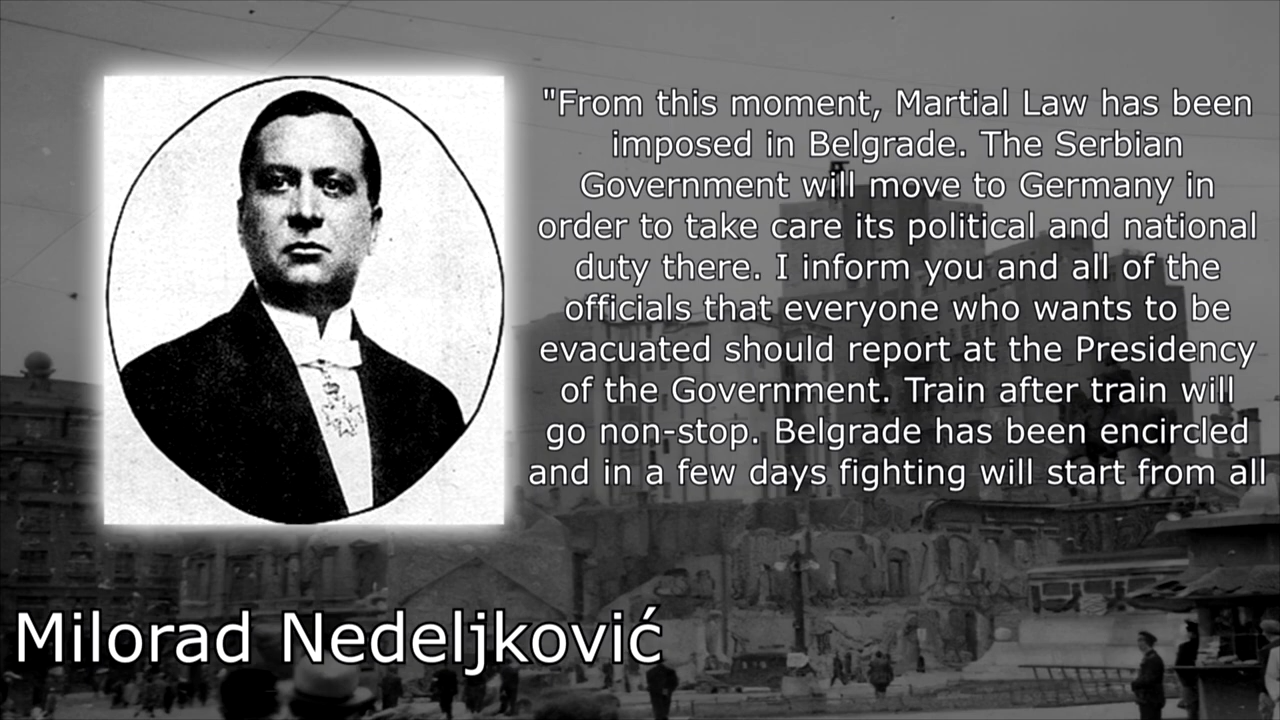 "From this moment, Martial Law has been
imposed in Belgrade. The Serbian
Government will move to Germany in
order to take care its political and national
duty there. I inform you and all of the
officials that everyone who wants to be
evacuated should report at the Presidency
of the Government. Train after train will
go non-stop. Belgrade has been encircled
and in a few days fighting will start from all
Milorad Nedeljković